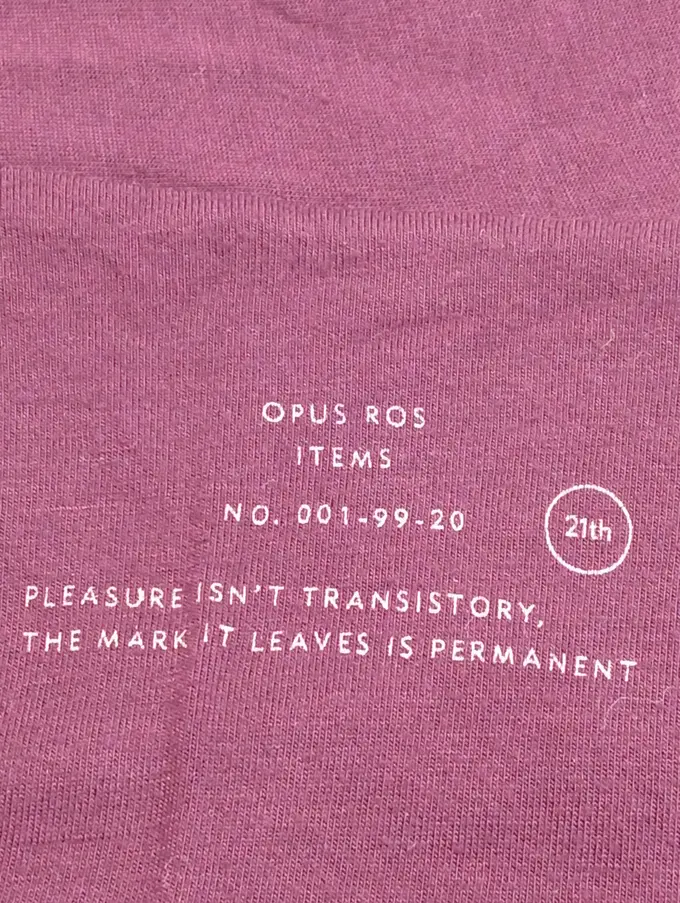 OPUS ROS
ITEMS
NO. 001-99-20
21th
PLEASURE ISN'T TRANSISTORY,
THE MARK IT LEAVES IS PERMANENT